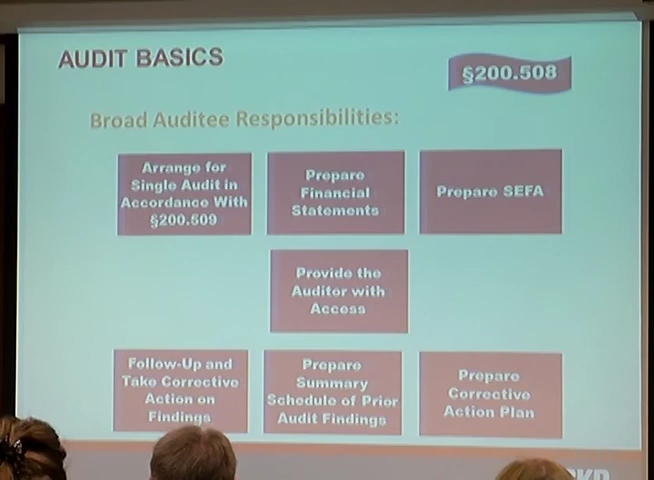 AUDIT BASICS
§200.508
Broad Auditee Responsibilities:
Arrange for
Single Audit in
Accordance With
§200.509
Prepare
Financial
Statements
Prepare SEFA
Provide the
Auditor with
Access
Follow-Up and
Take Corrective
Action on
Findings
Prepare
Summary
Schedule of Prior
Audit Findings
Prepare
Corrective
Action Plan